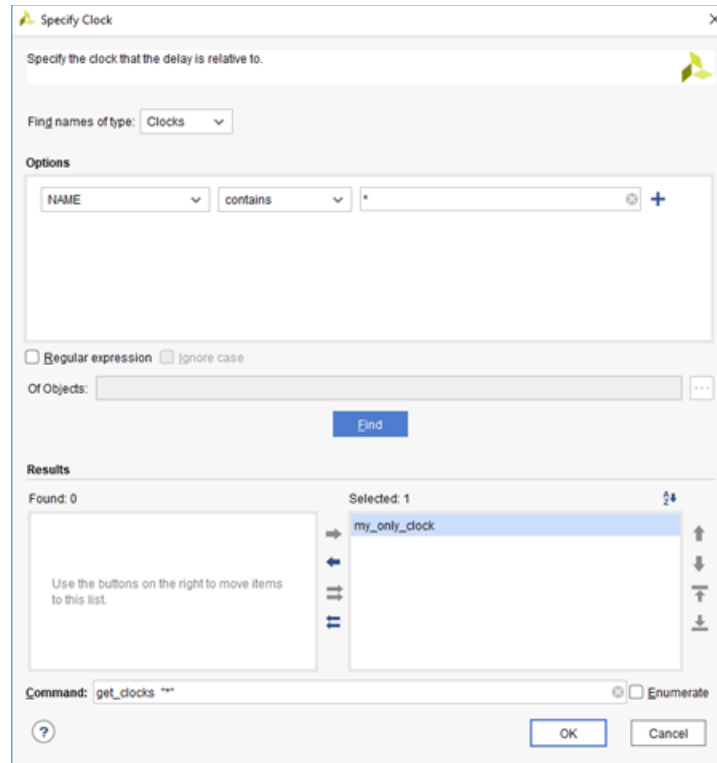 Specify Clock
Specify the clock that the delay is relative to.
Find names of type: Clocks
Options
NAME contains *
Regular expression Ignore case
Of Objects: ...
Find
Results
Found: 0 Selected: 1
my_only_clock
Use the buttons on the right to move items
to this list.
Command: get_clocks "*" Enumerate
? OK Cancel